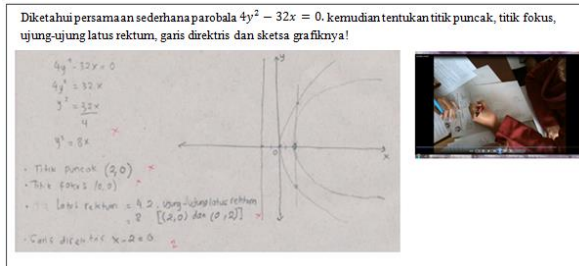 Diketahui persamaan sederhana parobala 4y² − 32x = 0. kemudian tentukan titik puncak, titik fokus,
ujung-ujung latus rektum, garis direktris dan sketsa grafiknya!
4y² - 32x = 0
4y² = 32x
y² = 32x
4
y² = 8x
- Titik puncak (2,0)
- Titik fokus
Latus rektum = 4.2, ujung-ujung latus rektum
= 8 [(2,0) dan (0,2)]
- Garis direktris x-2=0
y
x
0